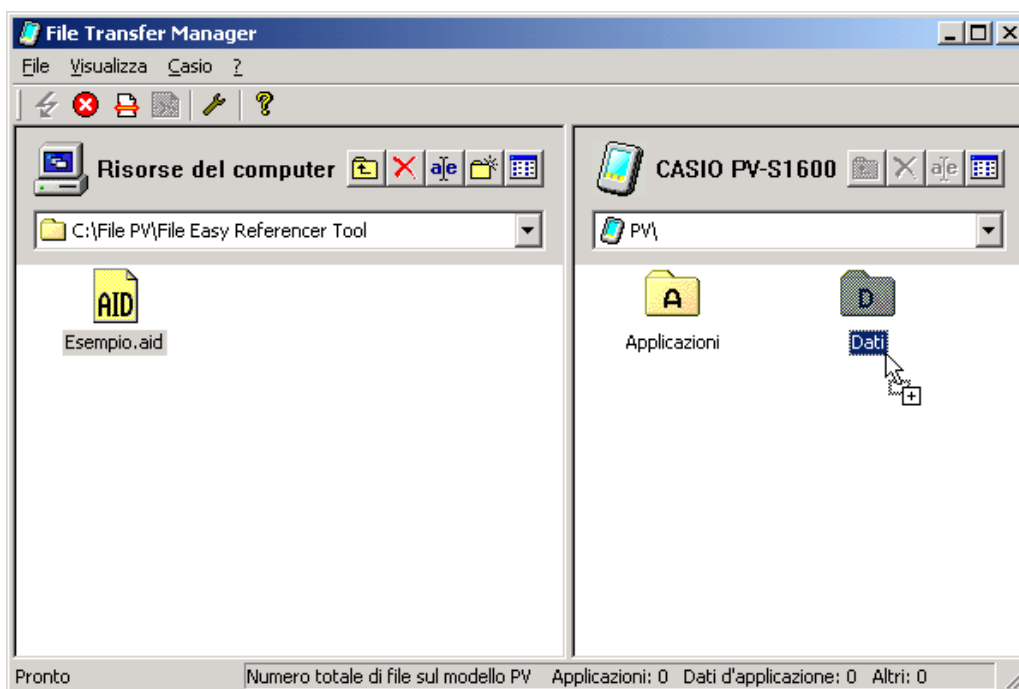 File Transfer Manager
File Visualizza Casio ?
Risorse del computer
CASIO PV-S1600
C:\File PV\File Easy Referencer Tool
PV\
AID
Esempio.aid
A
Applicazioni
D
Dati
Pronto
Numero totale di file sul modello PV Applicazioni: 0 Dati d'applicazione: 0 Altri: 0